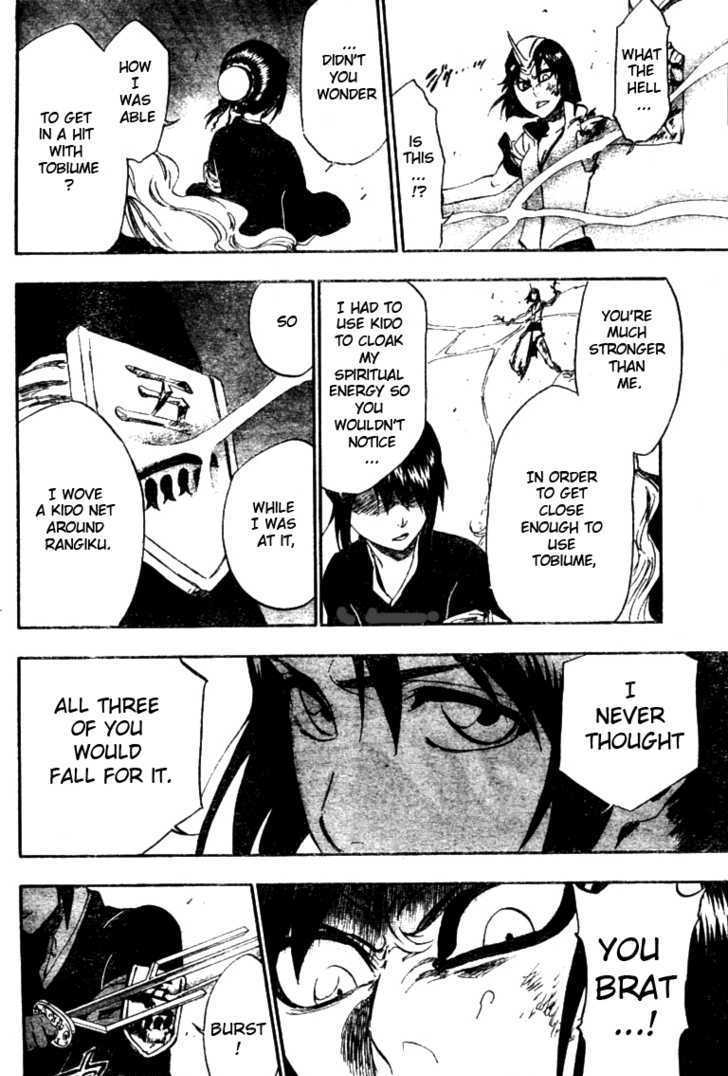 WHAT
THE
HELL
...
IS
THIS
...
!?
...
DIDN'T
YOU
WONDER
HOW
I
WAS
ABLE
TO GET
IN A HIT
WITH
TOBIUME
?
YOU'RE
MUCH
STRONGER
THAN
ME.
IN ORDER
TO GET
CLOSE
ENOUGH TO
USE
TOBIUME,
I HAD TO
USE KIDO
TO CLOAK
MY
SPIRITUAL
ENERGY SO
YOU
WOULDN'T
NOTICE
...
SO
五
WHILE
I WAS
AT IT,
I WOVE
A KIDO NET
AROUND
RANGIKU.
I
NEVER
THOUGHT
ALL THREE
OF YOU
WOULD
FALL FOR IT.
YOU
BRAT
...!
BURST
!